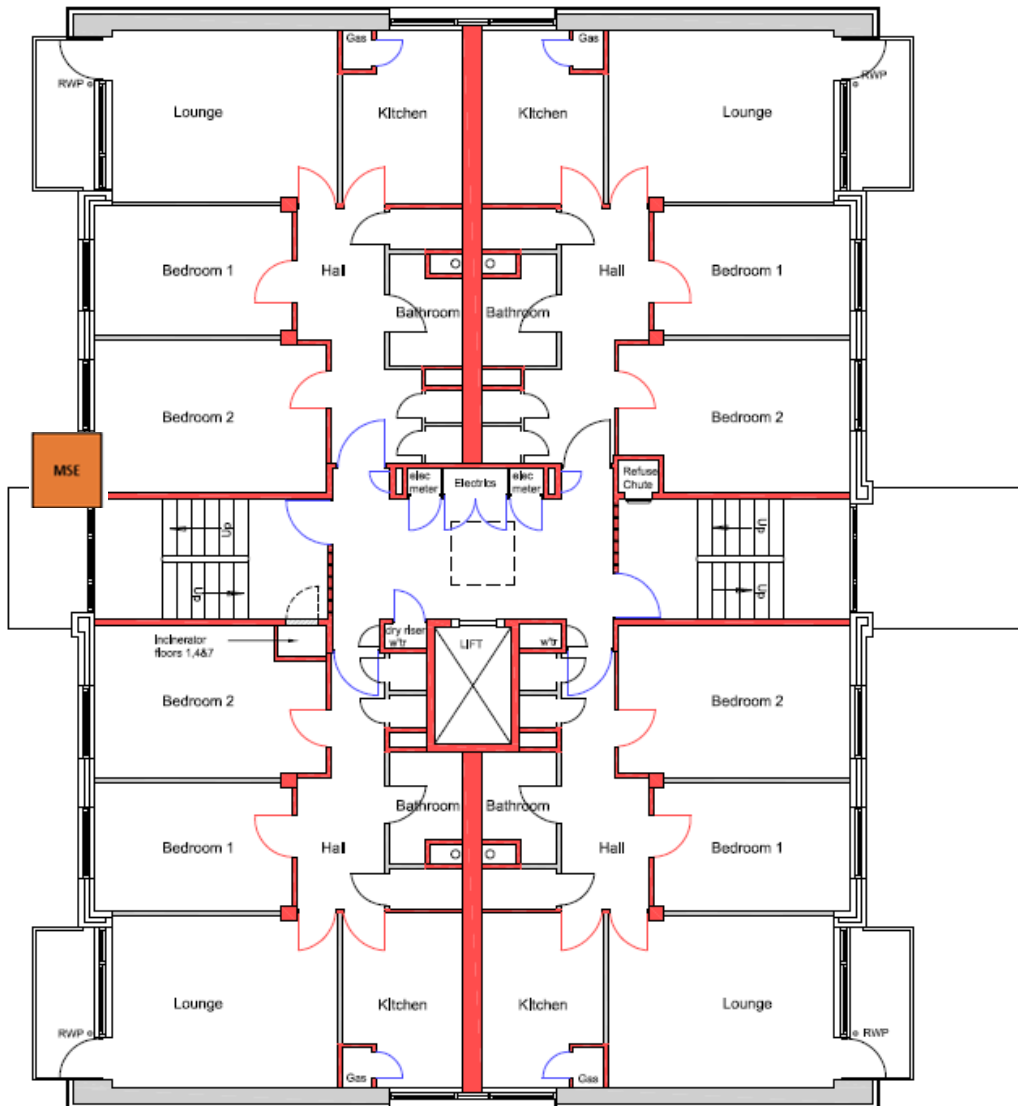 Gas
Gas
RWP
RWP
Lounge
Kitchen
Kitchen
Lounge
Bedroom 1
Hall
Hall
Bedroom 1
Bathroom
Bathroom
Bedroom 2
Bedroom 2
MSE
elec
meter
Electrics
elec
meter
Refuse
Chute
Up
Up
Up
Up
Incinerator
floors 1,4&7
dry riser
w'tr
LIFT
w'tr
Bedroom 2
Bedroom 2
Bathroom
Bathroom
Bedroom 1
Hall
Hall
Bedroom 1
Lounge
Kitchen
Kitchen
Lounge
RWP
RWP
Gas
Gas